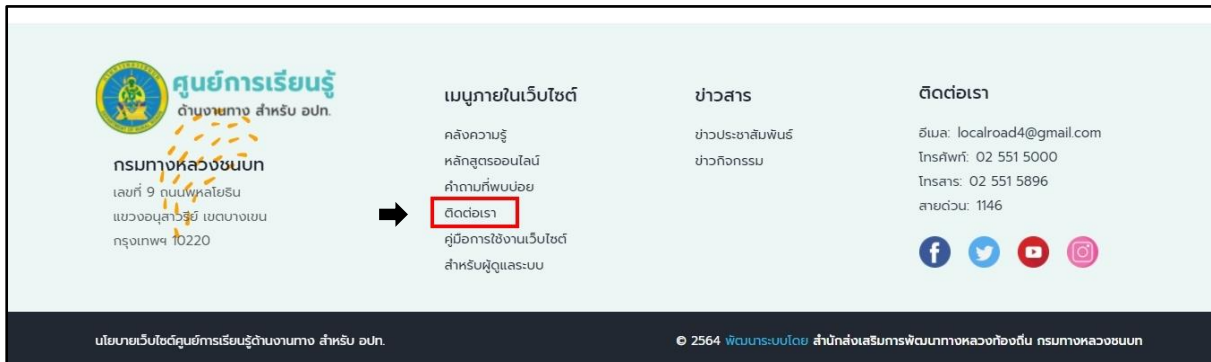 ศูนย์การเรียนรู้
ด้านงานทาง สำหรับ อปท.
กรมทางหลวงชนบท
เลขที่ 9 ถนนพหลโยธิน
แขวงอนุสาวรีย์ เขตบางเขน
กรุงเทพฯ 10220
เมนูภายในเว็บไซต์
คลังความรู้
หลักสูตรออนไลน์
คำถามที่พบบ่อย
ติดต่อเรา
คู่มือการใช้งานเว็บไซต์
สำหรับผู้ดูแลระบบ
ข่าวสาร
ข่าวประชาสัมพันธ์
ข่าวกิจกรรม
ติดต่อเรา
อีเมล: localroad4@gmail.com
โทรศัพท์: 02 551 5000
โทรสาร: 02 551 5896
สายด่วน: 1146
นโยบายเว็บไซต์ศูนย์การเรียนรู้ด้านงานทาง สำหรับ อปท.
© 2564 พัฒนาระบบโดย สำนักส่งเสริมการพัฒนาทางหลวงท้องถิ่น กรมทางหลวงชนบท